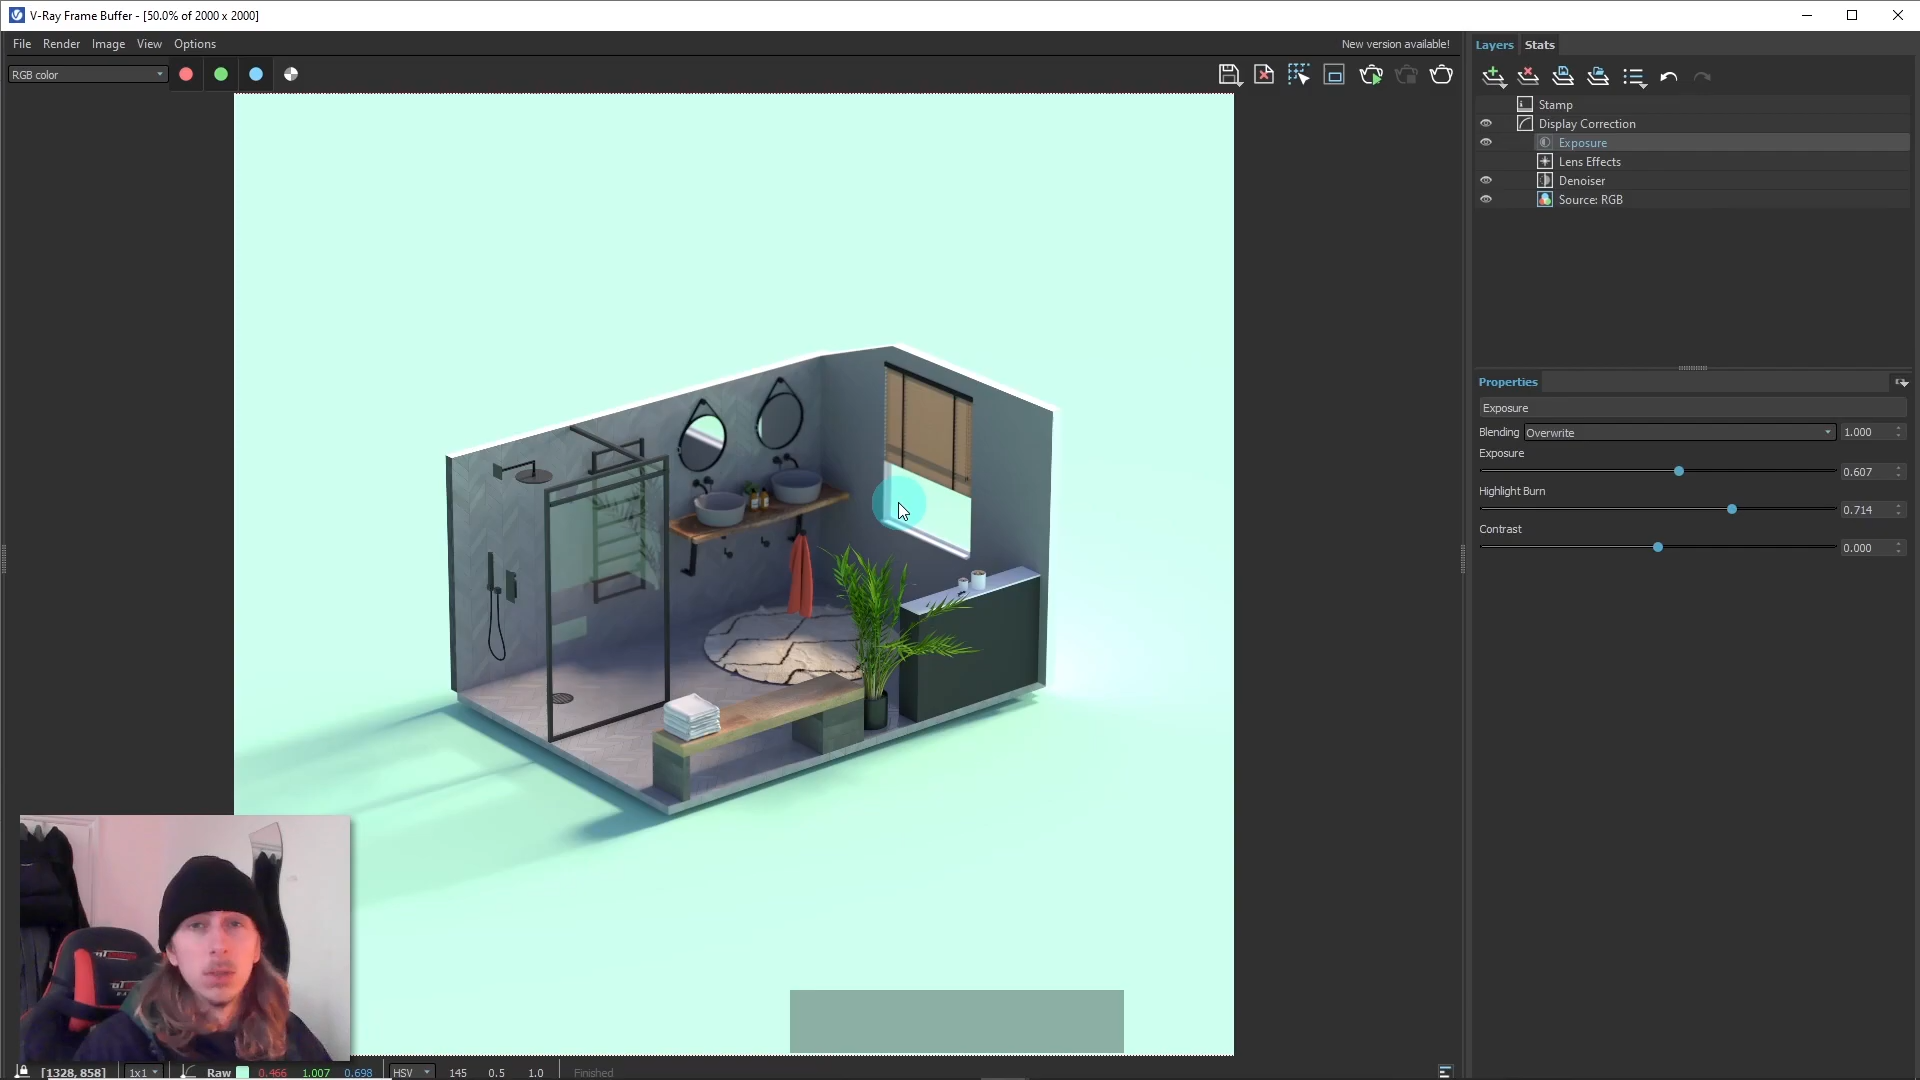 V-Ray Frame Buffer - [50.0% of 2000 x 2000]
File Render Image View Options
New version available!
RGB color
Layers Stats
Stamp
Display Correction
Exposure
Lens Effects
Denoiser
Source: RGB
Properties
Exposure
Blending Overwrite 1.000
Exposure
0.607
Highlight Burn
0.714
Contrast
0.000
[1328, 858] 1x1 Raw 0.466 1.007 0.698 HSV 145 0.5 1.0 Finished